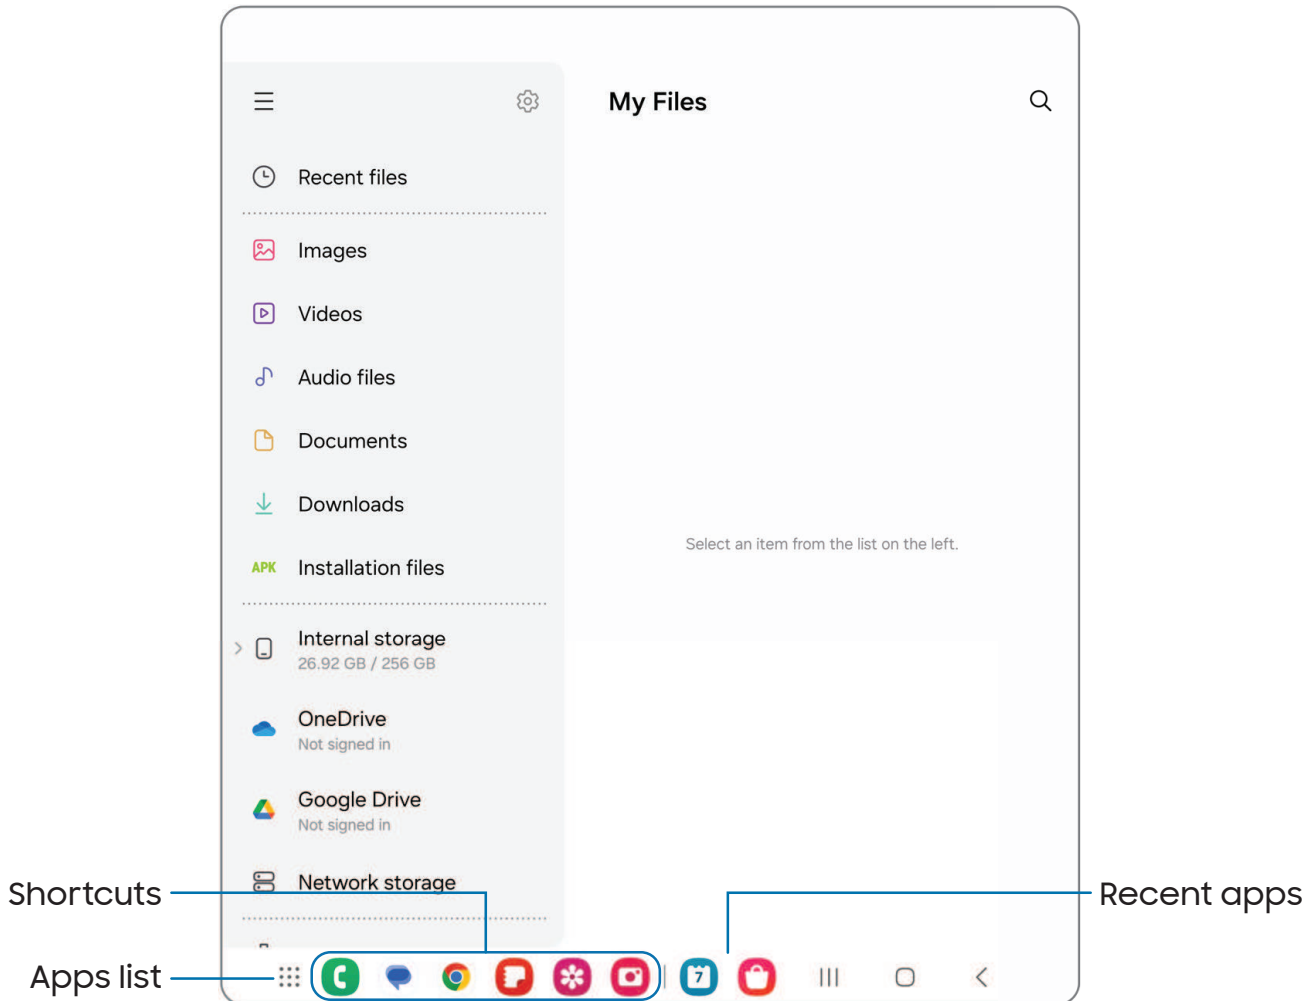 My Files
Recent files
Images
Videos
Audio files
Documents
Downloads
Select an item from the list on the left.
APK Installation files
Internal storage
26.92 GB / 256 GB
OneDrive
Not signed in
Google Drive
Not signed in
Network storage
Shortcuts
Recent apps
Apps list
7